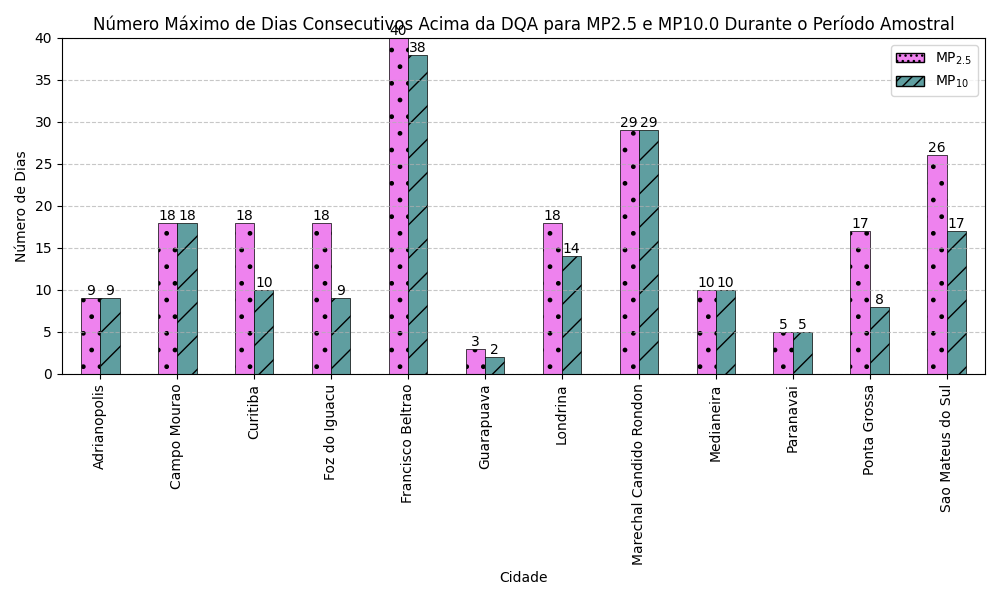 Número Máximo de Dias Consecutivos Acima da DQA para MP2.5 e MP10.0 Durante o Período Amostral
MP2.5
MP10
Número de Dias
40
35
30
25
20
15
10
5
0
9 9
18 18
18 10
18 9
40 38
3 2
18 14
29 29
10 10
5 5
17 8
26 17
Adrianopolis
Campo Mourao
Curitiba
Foz do Iguacu
Francisco Beltrao
Guarapuava
Londrina
Marechal Candido Rondon
Medianeira
Paranavai
Ponta Grossa
Sao Mateus do Sul
Cidade